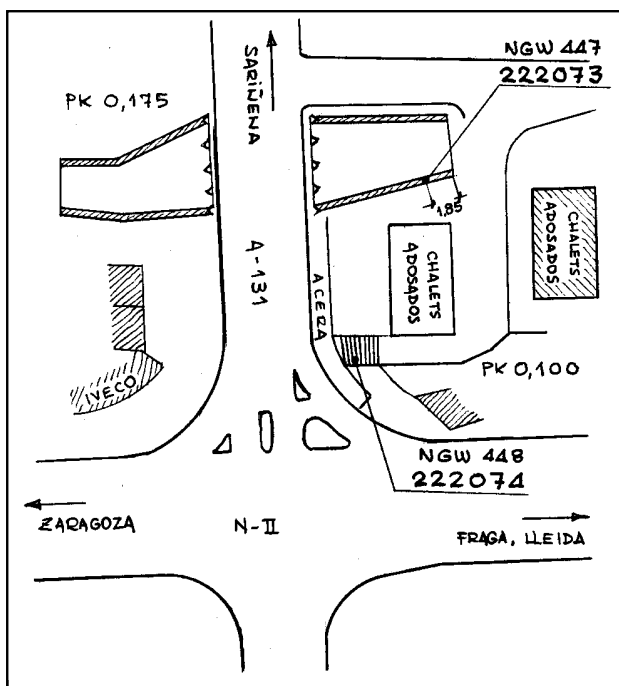 NGW 447
222073
SARIÑENA
PK 0,175
1,85
CHALETS
ADOSADOS
CHALETS
ADOSADOS
A-131
ACERA
PK 0,100
IVECO
NGW 448
222074
ZARAGOZA
N-II
FRAGA, LLEIDA